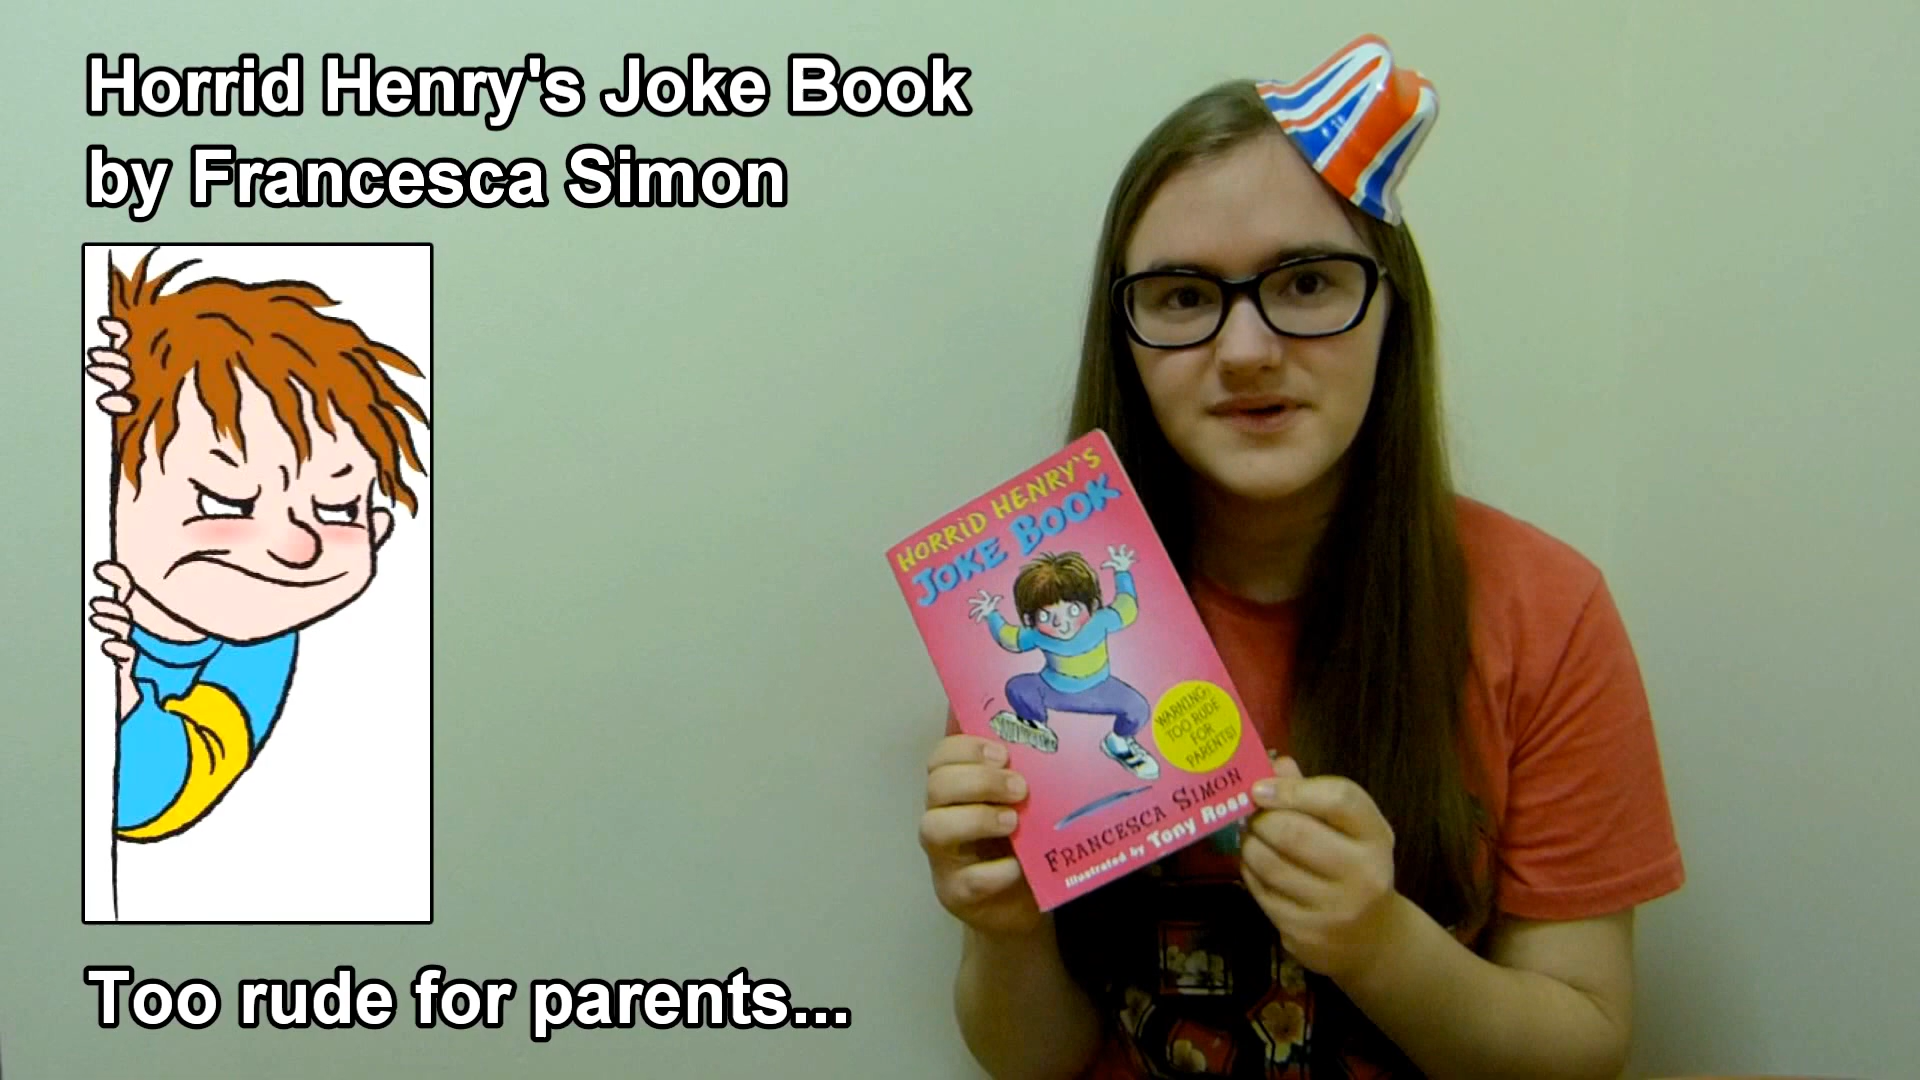 Horrid Henry's Joke Book
by Francesca Simon
Too rude for parents...
HORRID HENRY'S
JOKE BOOK
WARNING:
TOO RUDE
FOR
PARENTS!
FRANCESCA SIMON
Illustrated by Tony Ross